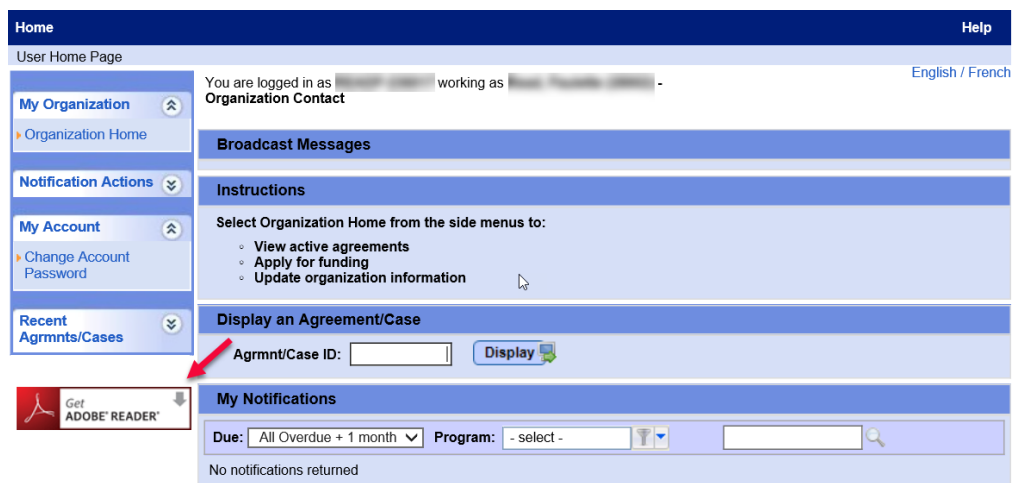 Home
Help
User Home Page
English / French
You are logged in as working as -
Organization Contact
My Organization
Organization Home
Notification Actions
My Account
Change Account
Password
Recent
Agrmnts/Cases
Get
ADOBE® READER®
Broadcast Messages
Instructions
Select Organization Home from the side menus to:
View active agreements
Apply for funding
Update organization information
Display an Agreement/Case
Agrmnt/Case ID:
Display
My Notifications
Due: All Overdue + 1 month Program: - select -
No notifications returned